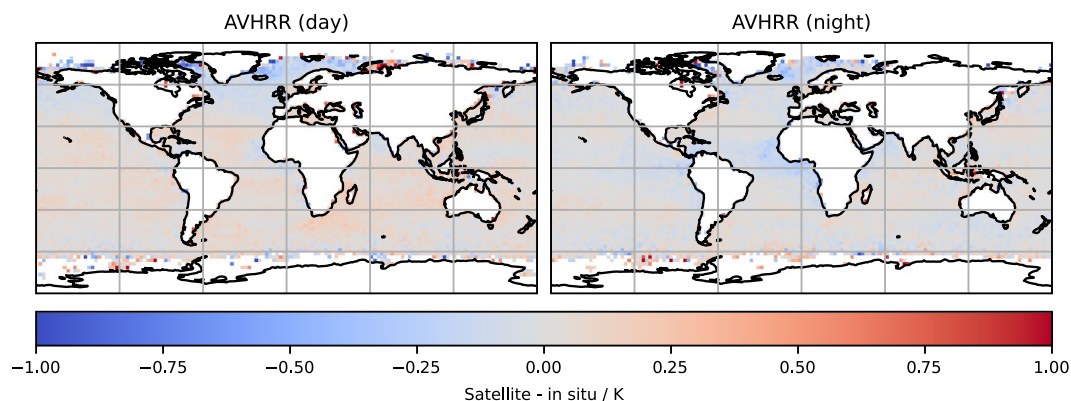 AVHRR (day)
AVHRR (night)
−1.00 −0.75 −0.50 −0.25 0.00 0.25 0.50 0.75 1.00
Satellite - in situ / K